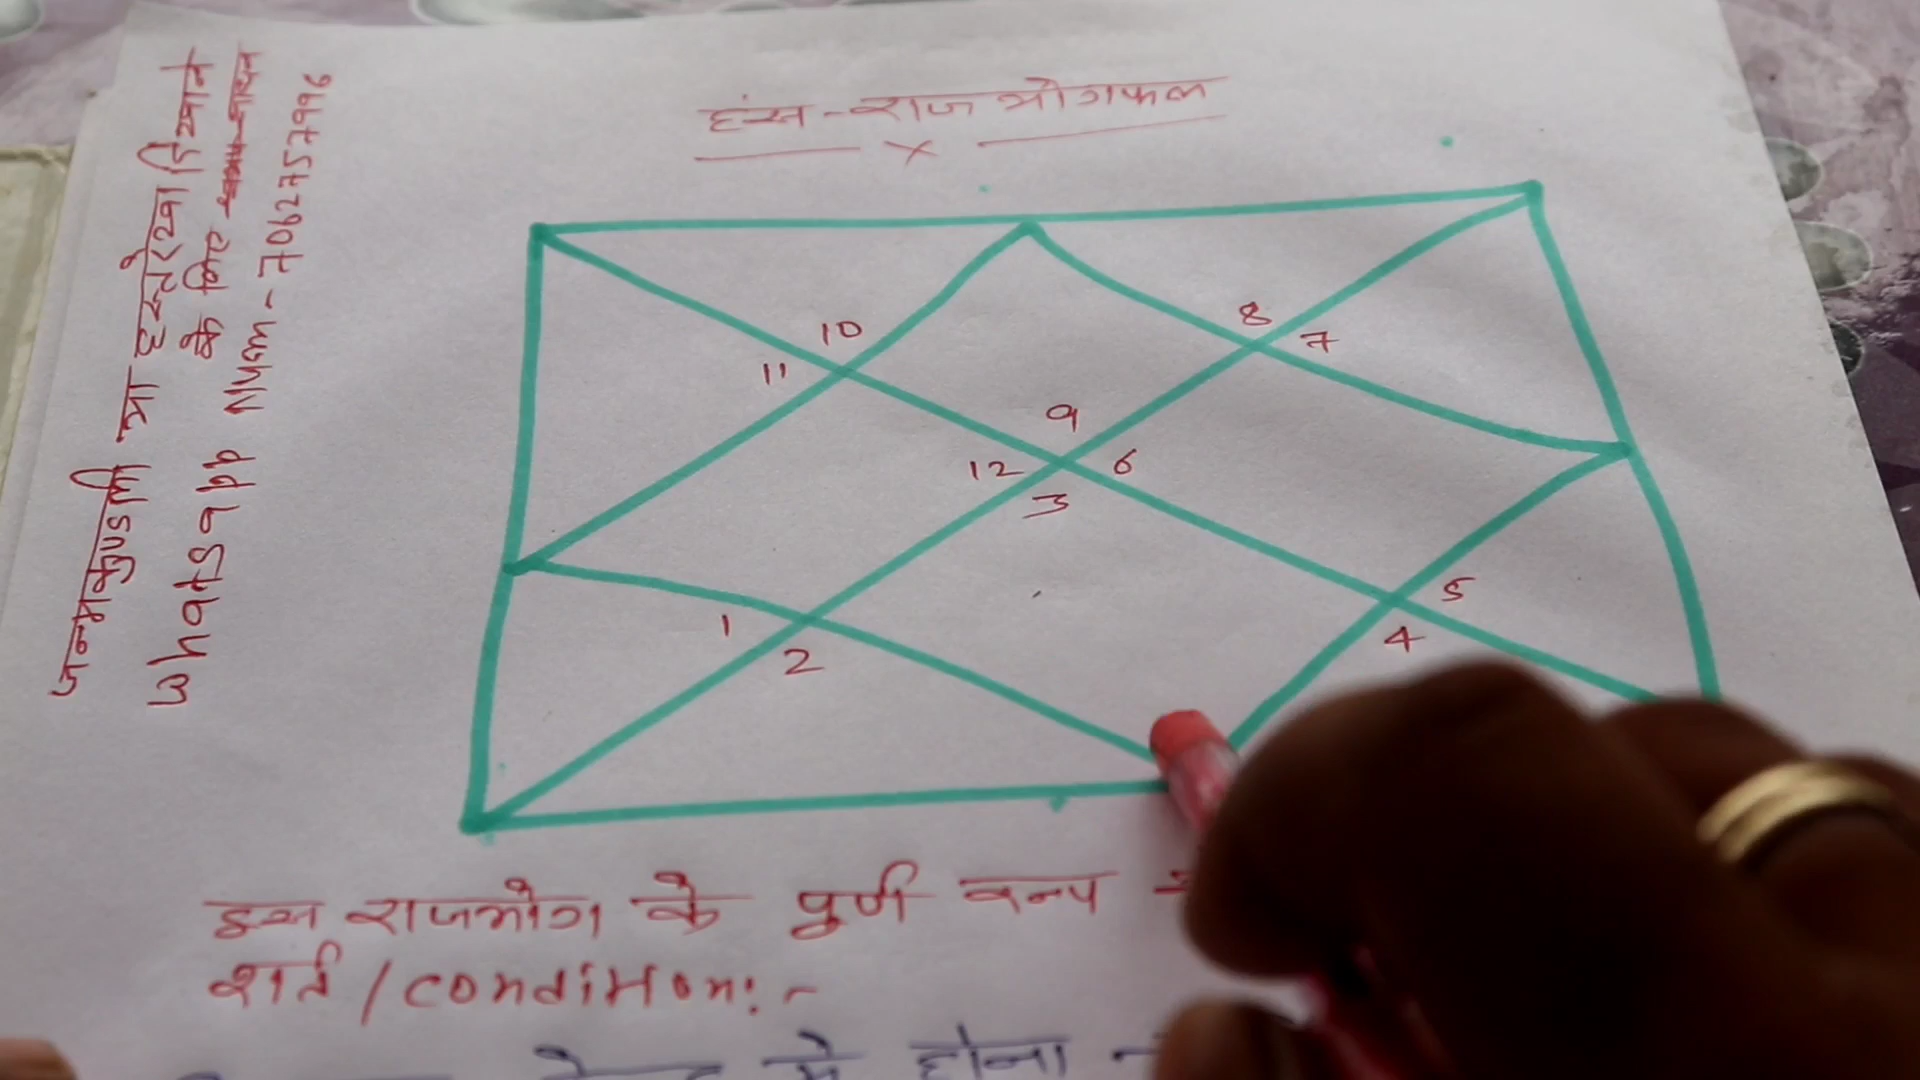 हंस-राजयोगफल
x
10
8
11
7
9
12
6
3
5
1
4
2
जन्मकुण्डली या हस्तरेखा दिखाने
के लिए
Whatsapp Num- 7062757996
इस राजयोग के पूर्ण
शर्त / condition: -
में होना